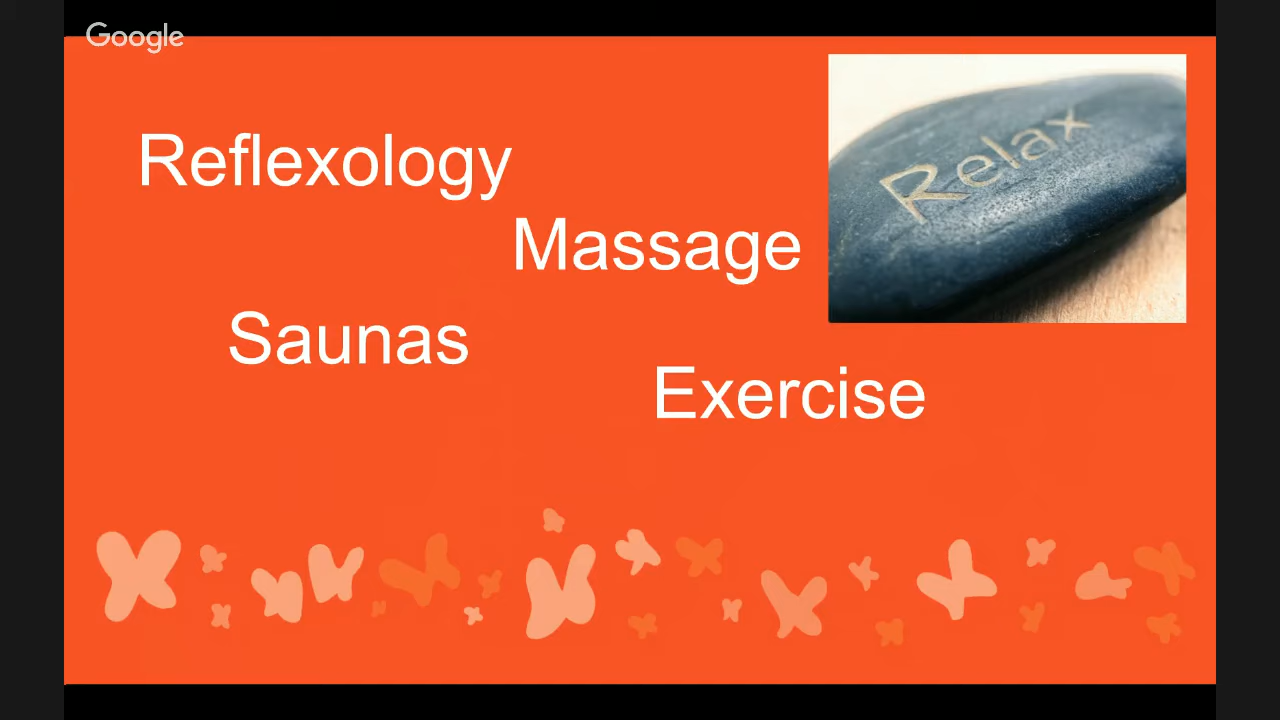 Google
Relax
Reflexology
Massage
Saunas
Exercise